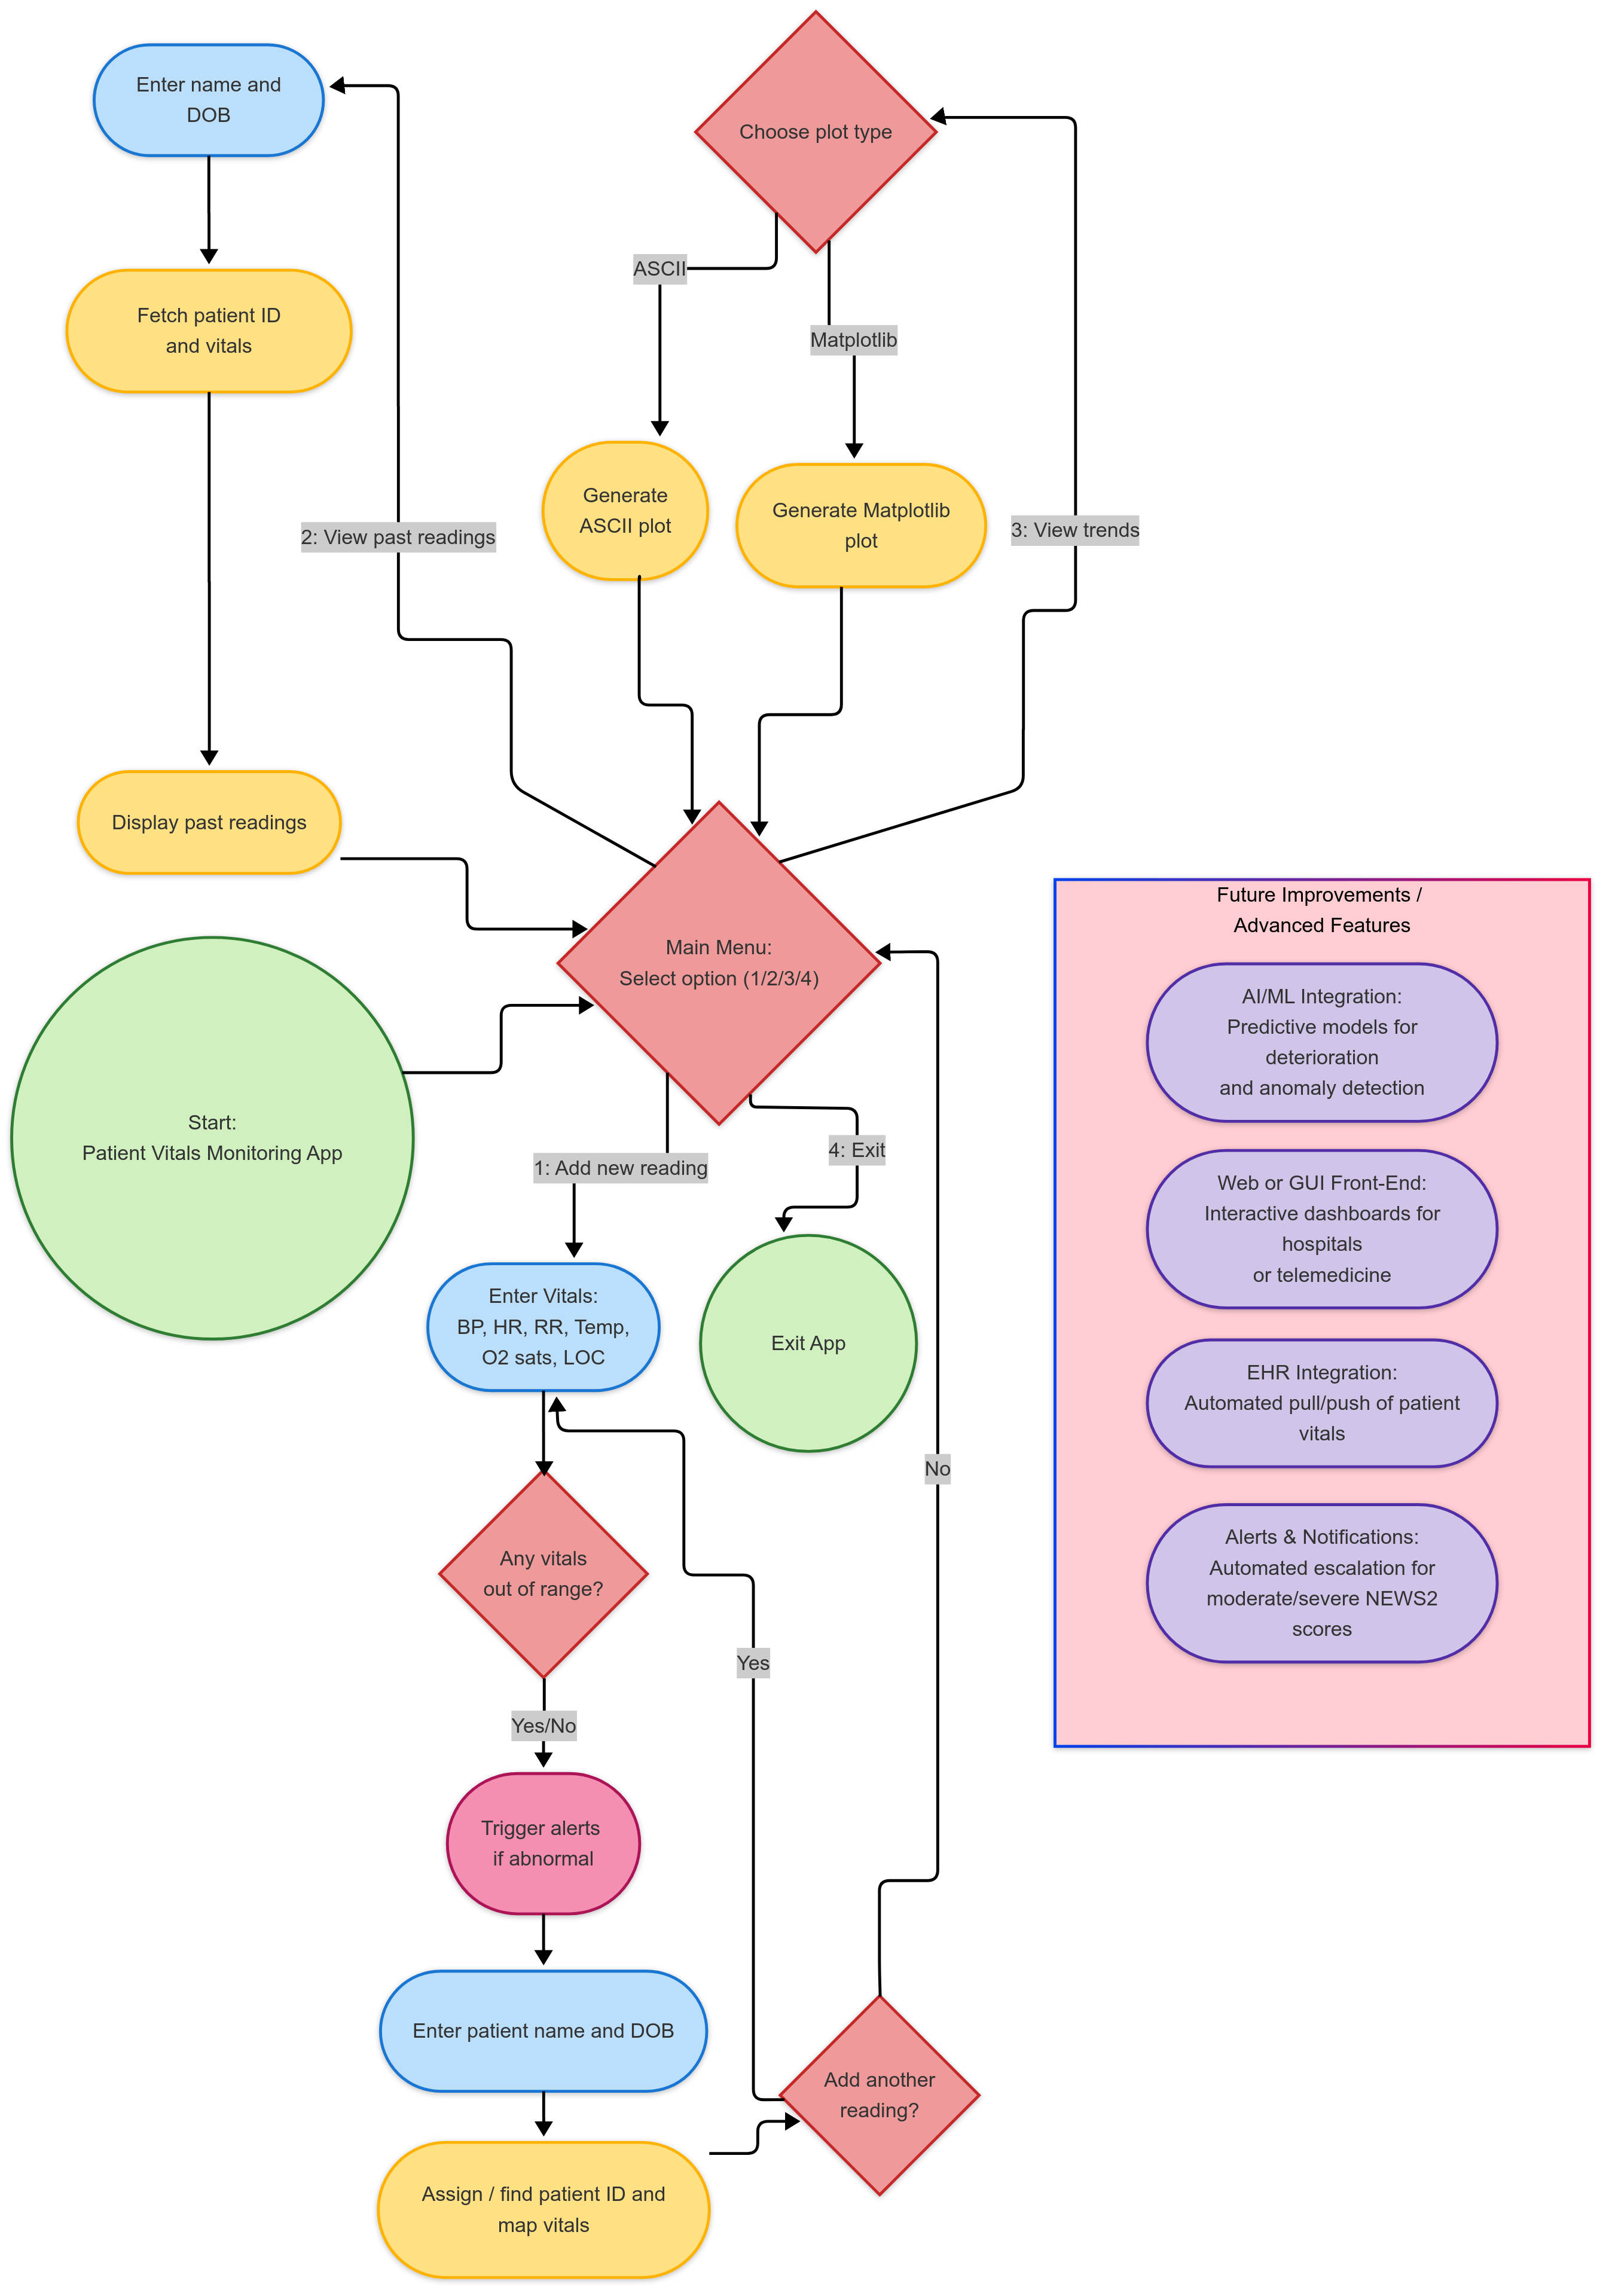 Enter name and
DOB
Choose plot type
ASCII
Matplotlib
Fetch patient ID
and vitals
Generate
ASCII plot
Generate Matplotlib
plot
2: View past readings
3: View trends
Display past readings
Main Menu:
Select option (1/2/3/4)
Start:
Patient Vitals Monitoring App
1: Add new reading
4: Exit
Enter Vitals:
BP, HR, RR, Temp,
O2 sats, LOC
Exit App
No
Any vitals
out of range?
Yes
Yes/No
Trigger alerts
if abnormal
Enter patient name and DOB
Add another
reading?
Assign / find patient ID and
map vitals
Future Improvements /
Advanced Features
AI/ML Integration:
Predictive models for
deterioration
and anomaly detection
Web or GUI Front-End:
Interactive dashboards for
hospitals
or telemedicine
EHR Integration:
Automated pull/push of patient
vitals
Alerts & Notifications:
Automated escalation for
moderate/severe NEWS2
scores